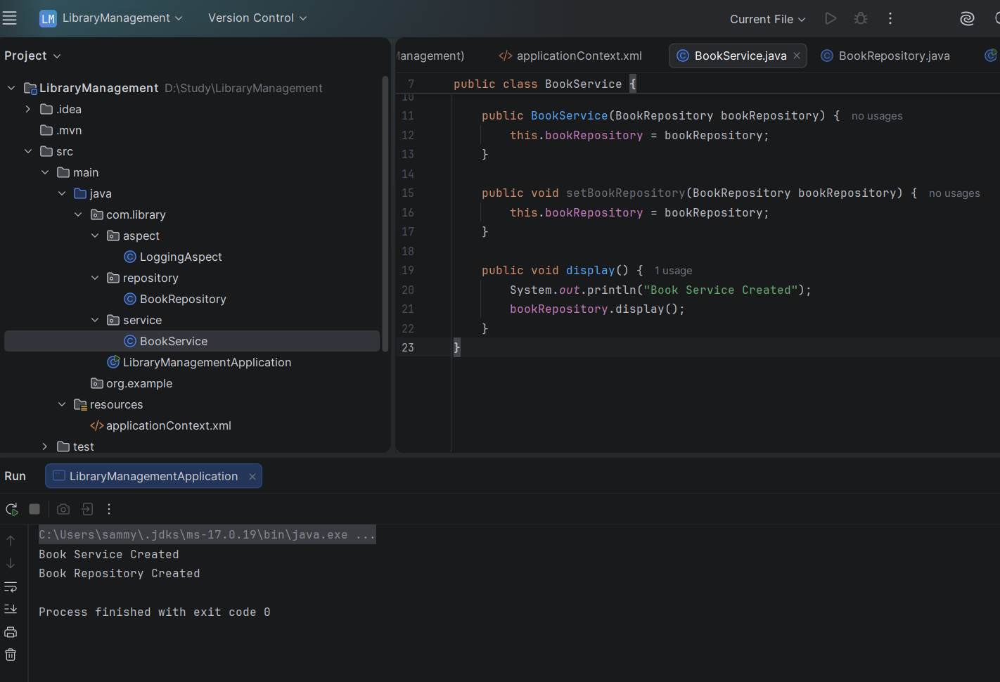 LM LibraryManagement Version Control Current File
Project
LibraryManagement D:\Study\LibraryManagement
.idea
.mvn
src
main
java
com.library
aspect
LoggingAspect
repository
BookRepository
service
BookService
LibraryManagementApplication
org.example
resources
applicationContext.xml
test
Management) </> applicationContext.xml BookService.java BookRepository.java
7 public class BookService {
10
11 public BookService(BookRepository bookRepository) { no usages
12 this.bookRepository = bookRepository;
13 }
14
15 public void setBookRepository(BookRepository bookRepository) { no usages
16 this.bookRepository = bookRepository;
17 }
18
19 public void display() { 1 usage
20 System.out.println("Book Service Created");
21 bookRepository.display();
22 }
23 }
Run LibraryManagementApplication
C:\Users\sammy\.jdks\ms-17.0.19\bin\java.exe ...
Book Service Created
Book Repository Created
Process finished with exit code 0